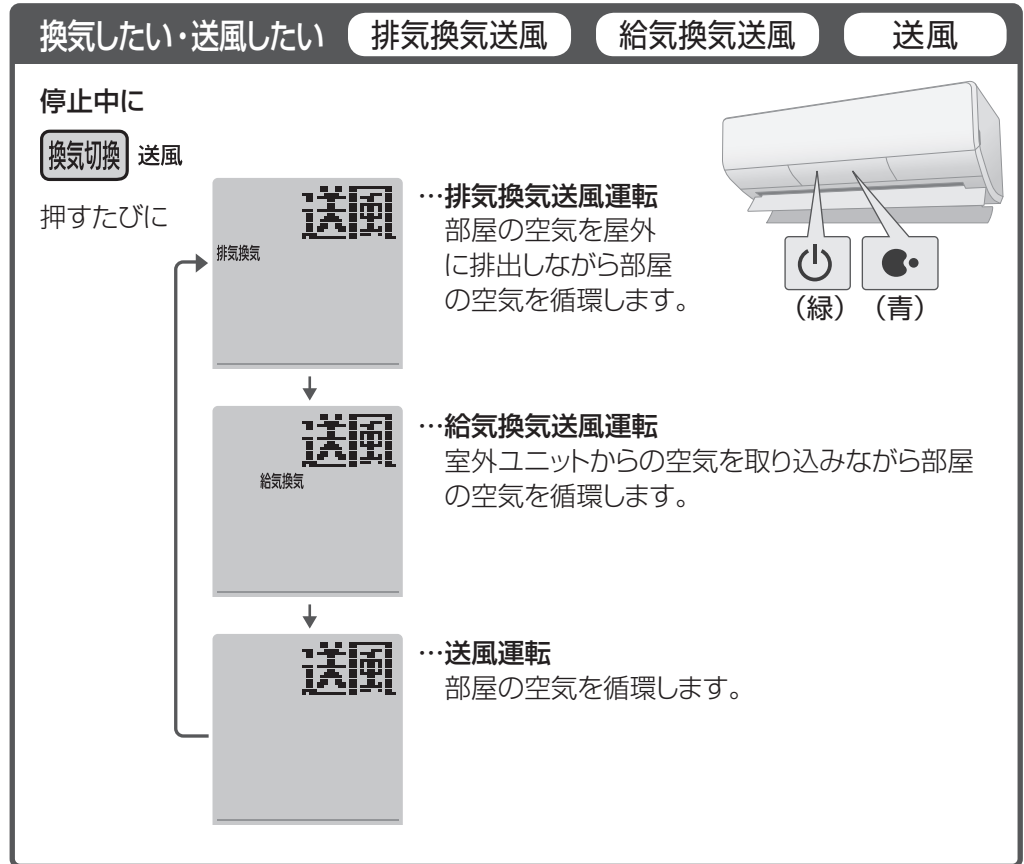 換気したい・送風したい 排気換気送風 給気換気送風 送風
停止中に
換気切換 送風
押すたびに
送風
排気換気
…排気換気送風運転
部屋の空気を屋外
に排出しながら部屋
の空気を循環します。
（緑）（青）
送風
給気換気
…給気換気送風運転
室外ユニットからの空気を取り込みながら部屋
の空気を循環します。
送風
…送風運転
部屋の空気を循環します。